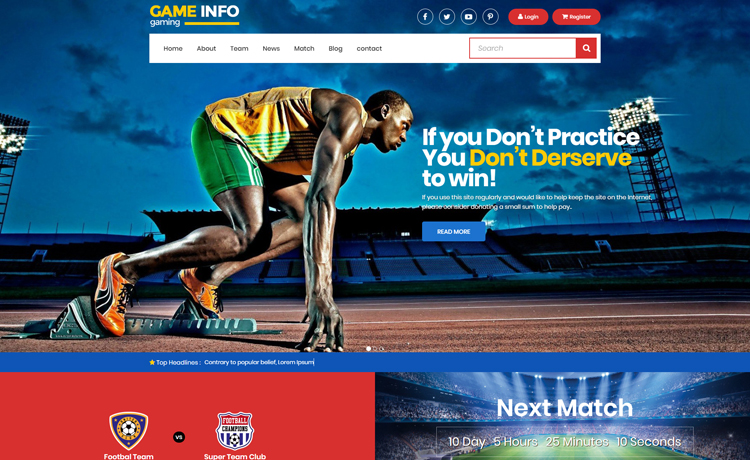 GAME INFO
gaming
Login
Register
Home About Team News Match Blog contact
Search
If you Don't Practice
You Don't Derserve
to win!
If you use this site regularly and would like to help keep the site on the Internet,
please consider donating a small sum to help pay..
READ MORE
Top Headlines : Contrary to popular belief, Lorem Ipsum
Next Match
10 Day 5 Hours 25 Minutes 10 Seconds
FOOTBALL
CHAMPIONS
VS
Footbal Team
Super Team Club